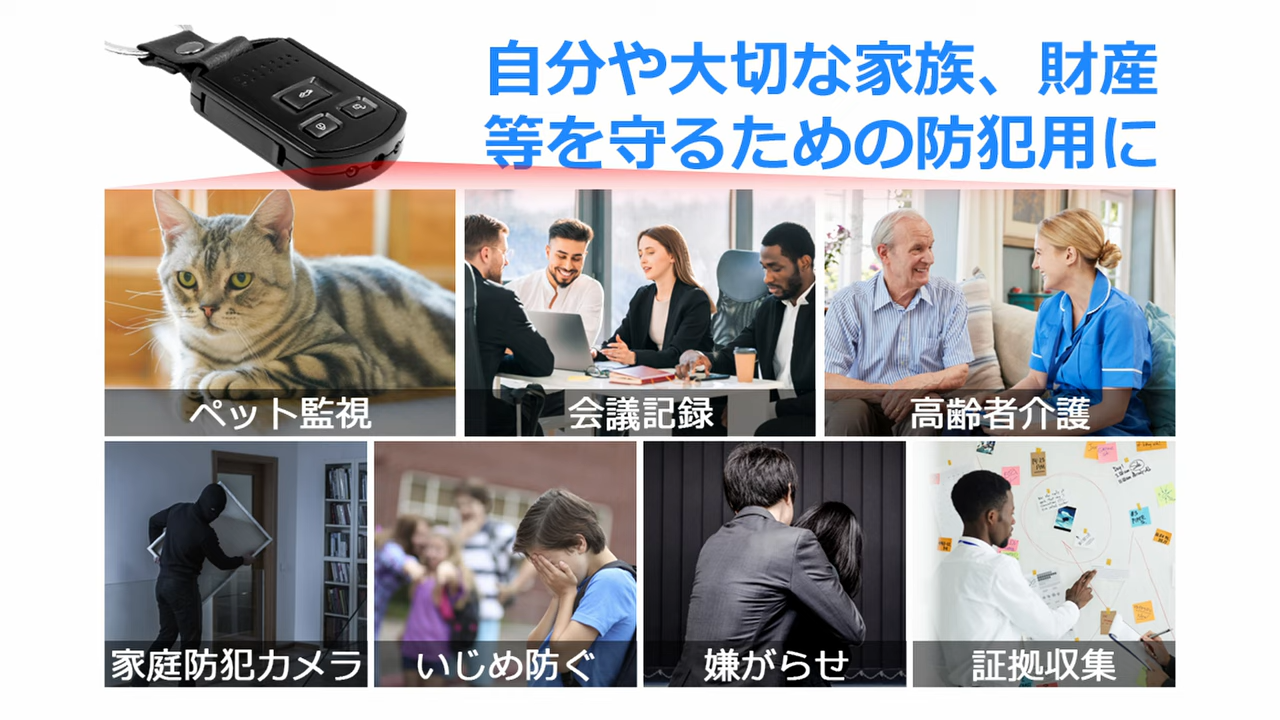 自分や大切な家族、財産
等を守るための防犯用に
ペット監視
会議記録
高齢者介護
家庭防犯カメラ
いじめ防ぐ
嫌がらせ
証拠収集